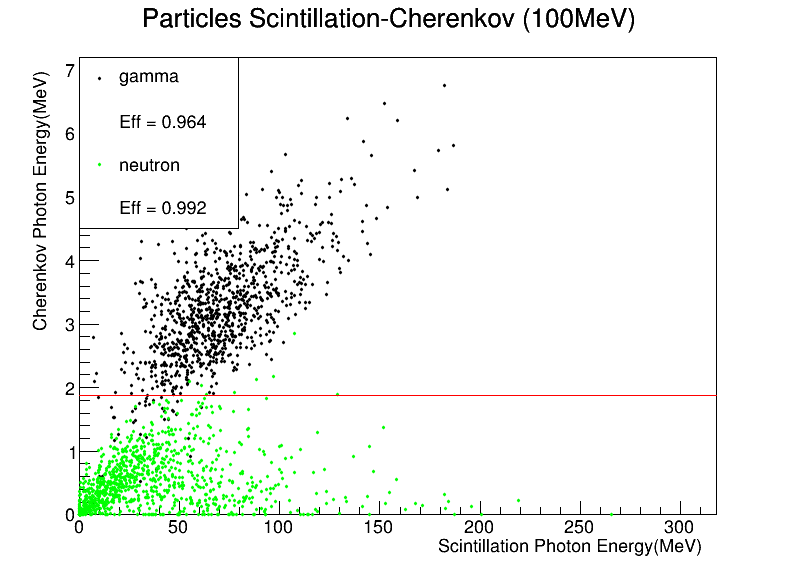 Particles Scintillation-Cherenkov (100MeV)
Cherenkov Photon Energy(MeV)
7
6
5
4
3
2
1
0
gamma
Eff = 0.964
neutron
Eff = 0.992
0 50 100 150 200 250 300
Scintillation Photon Energy(MeV)